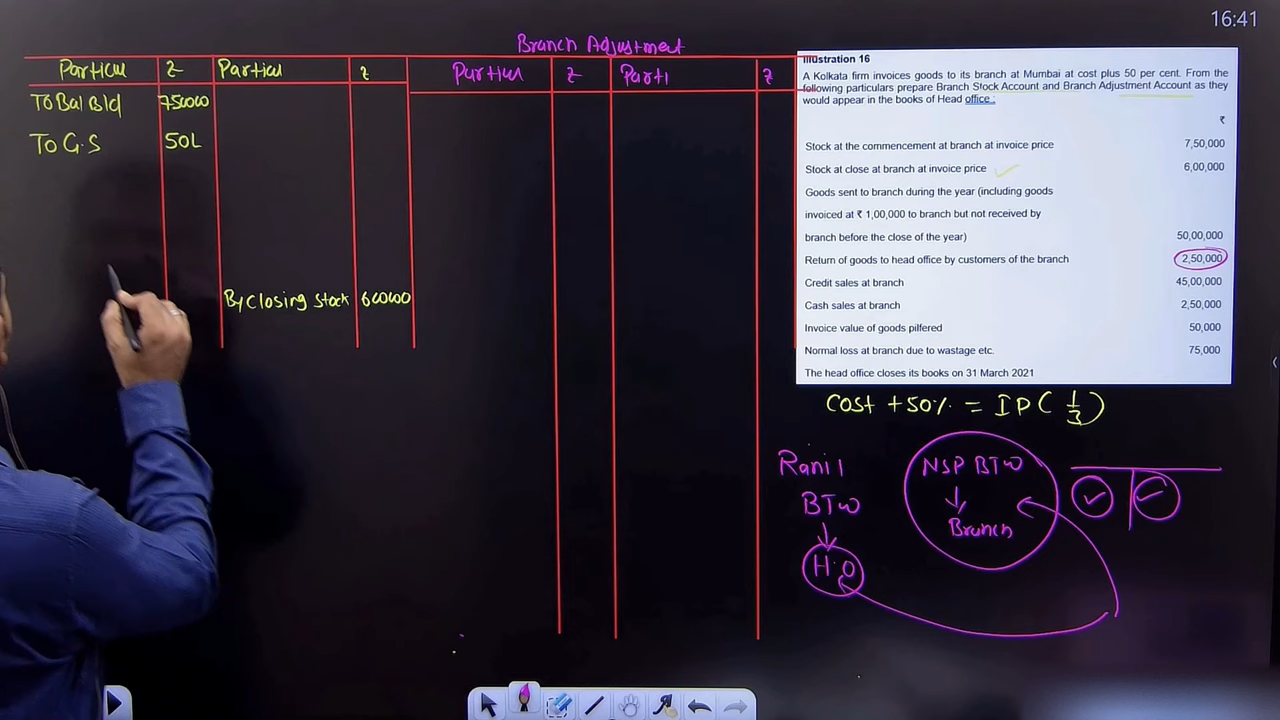 16:41
Branch Adjustment
Particu ₹ Particu ₹ Particu ₹ Parti ₹
To Bal B/d 750000
To G.S 50L
By Closing Stock 600000
Illustration 16
A Kolkata firm invoices goods to its branch at Mumbai at cost plus 50 per cent. From the
following particulars prepare Branch Stock Account and Branch Adjustment Account as they
would appear in the books of Head office :
₹
Stock at the commencement at branch at invoice price 7,50,000
Stock at close at branch at invoice price 6,00,000
Goods sent to branch during the year (including goods
invoiced at ₹ 1,00,000 to branch but not received by
branch before the close of the year) 50,00,000
Return of goods to head office by customers of the branch 2,50,000
Credit sales at branch 45,00,000
Cash sales at branch 2,50,000
Invoice value of goods pilfered 50,000
Normal loss at branch due to wastage etc. 75,000
The head office closes its books on 31 March 2021
Cost +50% = IP (1/3)
NSP BTW
Branch
BTW
H.O